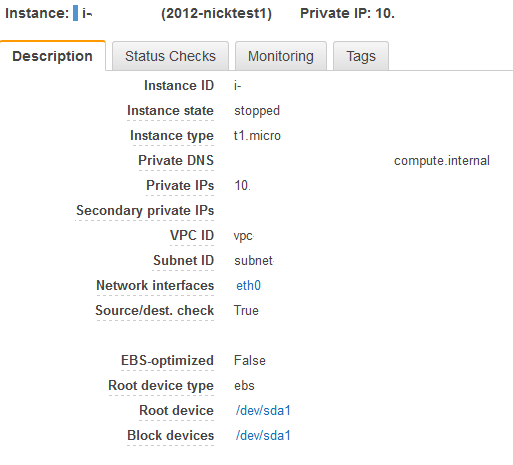 Instance: i- (2012-nicktest1) Private IP: 10.
Description Status Checks Monitoring Tags
Instance ID i-
Instance state stopped
Instance type t1.micro
Private DNS compute.internal
Private IPs 10.
Secondary private IPs
VPC ID vpc
Subnet ID subnet
Network interfaces eth0
Source/dest. check True
EBS-optimized False
Root device type ebs
Root device /dev/sda1
Block devices /dev/sda1